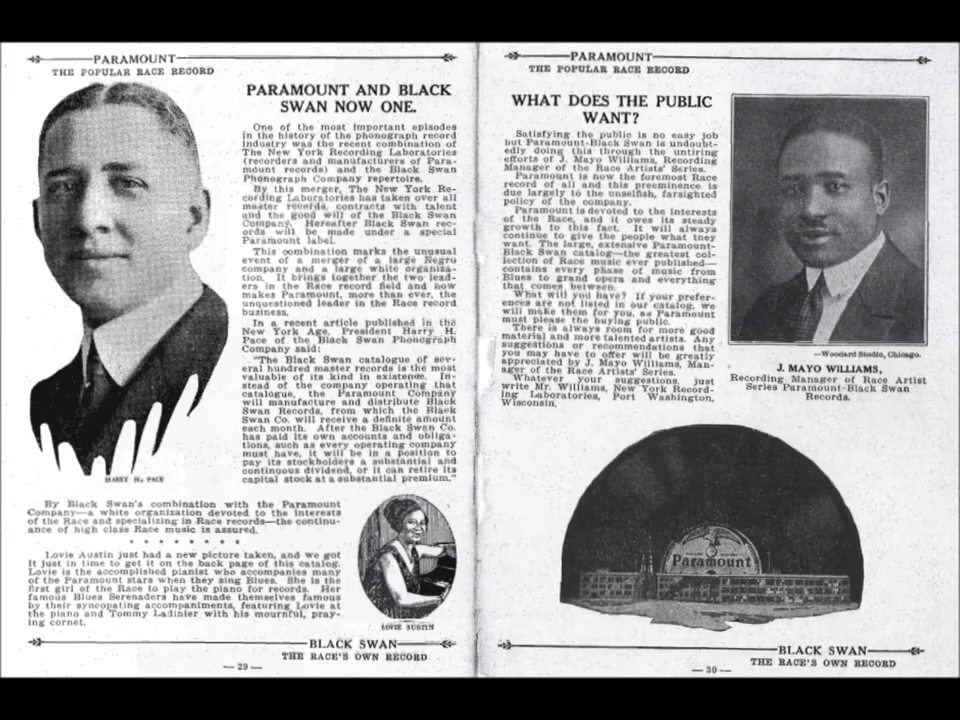 PARAMOUNT
THE POPULAR RACE RECORD
PARAMOUNT AND BLACK
SWAN NOW ONE.
One of the most important episodes
in the history of the phonograph record
industry was the recent combination of
The New York Recording Laboratories
(recorders and manufacturers of Para-
mount records) and the Black Swan
Phonograph Company repertoire.
By this merger, The New York Re-
cording Laboratories has taken over all
master records, contracts with talent
and the good will of the Black Swan
Company. Hereafter Black Swan rec-
ords will be made under a special
Paramount label.
This combination marks the unusual
event of a merger of a large Negro
company and a large white organiza-
It brings together the two lead-
ers in the Race record field and now
makes Paramount, more than ever, the
unquestioned leader in the Race record
business.
In a recent article published in the
New York Age, President Harry H.
Pace of the Black Swan Phonograph
Company said:
"The Black Swan catalogue of sev-
eral hundred master records is the most
valuable of its kind in existence. In-
stead of the company operating that
catalogue, the Paramount Company
will manufacture and distribute Black
Swan Records, from which the Black
Swan Co. will receive a definite amount
each month. After the Black Swan Co.
has paid its own accounts and obliga-
tions, such as every operating company
must have, it will be in a position to
pay its stockholders a substantial and
continuous dividend, or it can retire its
capital stock at a substantial premium."
HARRY H. PACE
By Black Swan's combination with the Paramount
Company—a white organization devoted to the interests
of the Race and specializing in Race records—the continu-
ance of high class Race music is assured.
* * * * * * *
Lovie Austin just had a new picture taken, and we got
it just in time to get it on the back page of this catalog.
Lovie is the accomplished pianist who accompanies many
of the Paramount stars when they sing Blues. She is the
first girl of the Race to play the piano for records. Her
famous Blues Serenaders have made themselves famous
by their syncopating accompaniments, featuring Lovie at
the piano and Tommy Ladinier with his mournful, pray-
ing cornet.
LOVIE AUSTIN
BLACK SWAN
THE RACE'S OWN RECORD
— 29 —
PARAMOUNT
THE POPULAR RACE RECORD
WHAT DOES THE PUBLIC
WANT?
Satisfying the public is no easy job
but Paramount-Black Swan is undoubt-
edly doing this through the untiring
efforts of J. Mayo Williams, Recording
Manager of the Race Artists' Series.
Paramount is now the foremost Race
record of all and this preeminence is
due largely to the unselfish, farsighted
policy of the company.
Paramount is devoted to the interests
of the Race, and it owes its steady
growth to this fact. It will always
continue to give the people what they
want. The large, extensive Paramount-
Black Swan catalog—the greatest col-
lection of Race music ever published—
contains every phase of music from
Blues to grand opera and everything
that comes between.
What will you have? If your prefer-
ences are not listed in our catalog, we
will make them for you, as Paramount
must please the buying public.
There is always room for more good
material and more talented artists. Any
suggestions or recommendations that
you may have to offer will be greatly
appreciated by J. Mayo Williams, Man-
ager of the Race Artists' Series.
Whatever your suggestions, just
write Mr. Williams, New York Record-
ing Laboratories, Port Washington,
Wisconsin.
—Woodard Studio, Chicago.
J. MAYO WILLIAMS,
Recording Manager of Race Artist
Series Paramount-Black Swan
Records.
Paramount
BLACK SWAN
THE RACE'S OWN RECORD
— 30 —